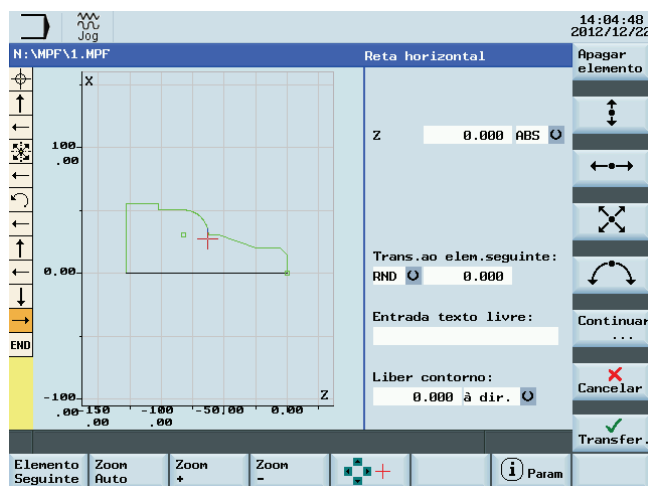 Jog
14:04:48
2012/12/22
N:\MPF\1.MPF
Reta horizontal
Apagar
elemento
X
Z 0.000 ABS
100
.00
0.00
Trans.ao elem.seguinte:
RND 0.000
Entrada texto livre:
Continuar
...
END
Liber contorno:
0.000 à dir.
Cancelar
Z
-100
.00
-150
.00
-100
.00
-50.00
0.00
Transfer.
Elemento
Seguinte
Zoom
Auto
Zoom
+
Zoom
-
i Param